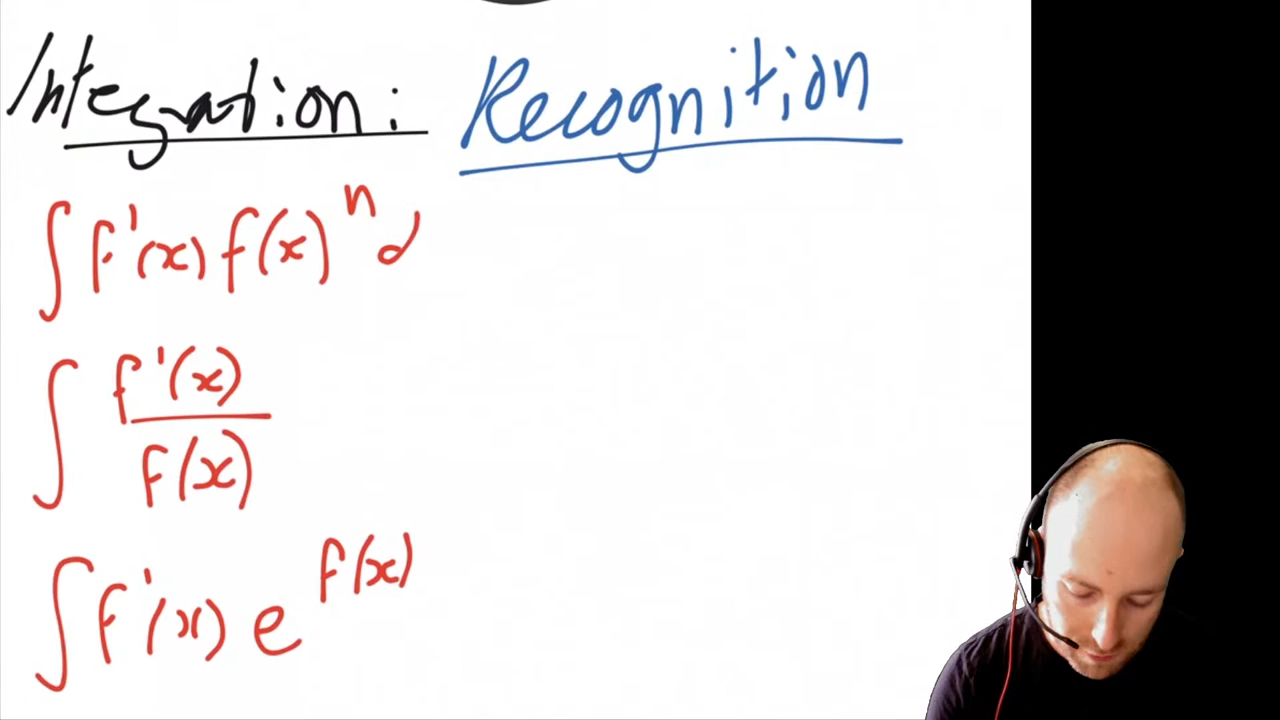 Integration: Recognition
∫ f'(x) f(x)ⁿ d
∫ f'(x)/f(x)
∫ f'(x) e^f(x)